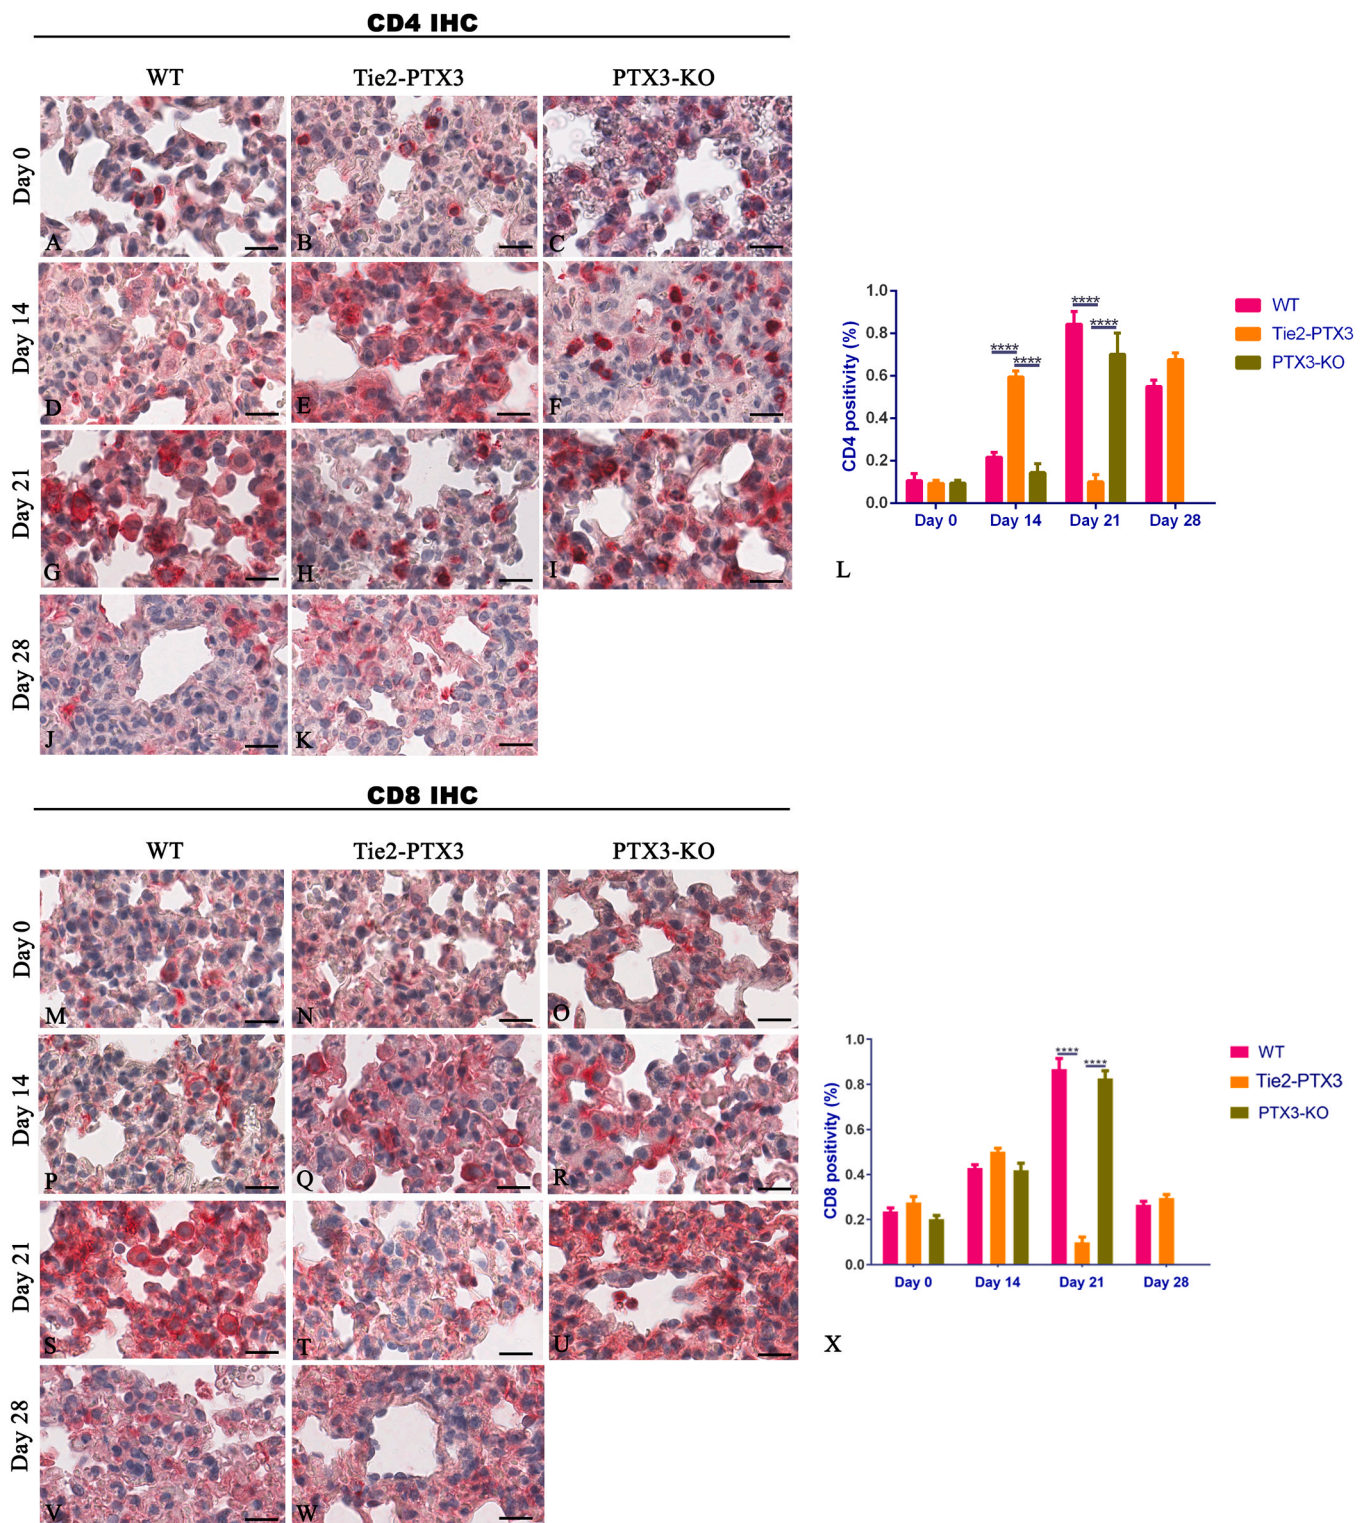 CD4 IHC
WT Tie2-PTX3 PTX3-KO
Day 0
A B C
Day 14
D E F
Day 21
G H I
Day 28
J K
CD4 positivity (%)
1.0
0.8
0.6
0.4
0.2
0.0
**** ****
**** ****
Day 0 Day 14 Day 21 Day 28
WT
Tie2-PTX3
PTX3-KO
L
CD8 IHC
WT Tie2-PTX3 PTX3-KO
Day 0
M N O
Day 14
P Q R
Day 21
S T U
Day 28
V W
CD8 positivity (%)
1.0
0.8
0.6
0.4
0.2
0.0
**** ****
Day 0 Day 14 Day 21 Day 28
WT
Tie2-PTX3
PTX3-KO
X